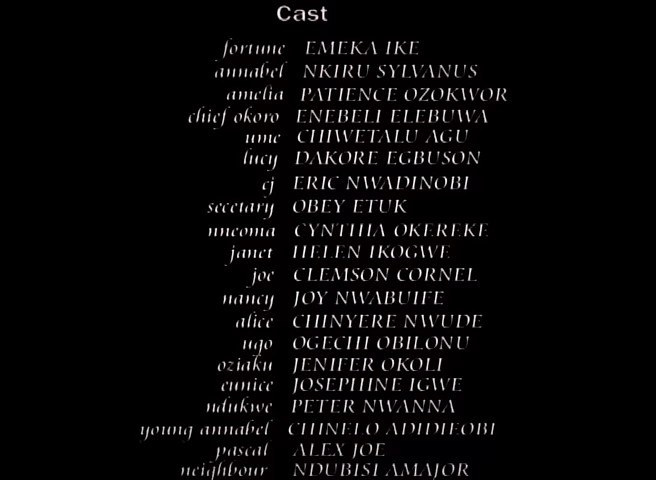 Cast
fortune EMEKA IKE
annabel NKIRU SYLVANUS
amelia PATIENCE OZOKWOR
chief okoro ENEBELI ELEBUWA
ume CHIWETALU AGU
lucy DAKORE EGBUSON
ej ERIC NWADINOBI
secetary OBEY ETUK
nneoma CYNTHIA OKEREKE
janet HELEN IKOGWE
joe CLEMSON CORNEL
nancy JOY NWABUIFE
alice CHINYERE NWUDE
ugo OGECHI OBILONU
oziaku JENIFER OKOLI
eunice JOSEPHINE IGWE
ndukwe PETER NWANNA
young annabel CHINELO ADIDIEOBI
pascal ALEX JOE
neighbour NDUBISI AMAJOR